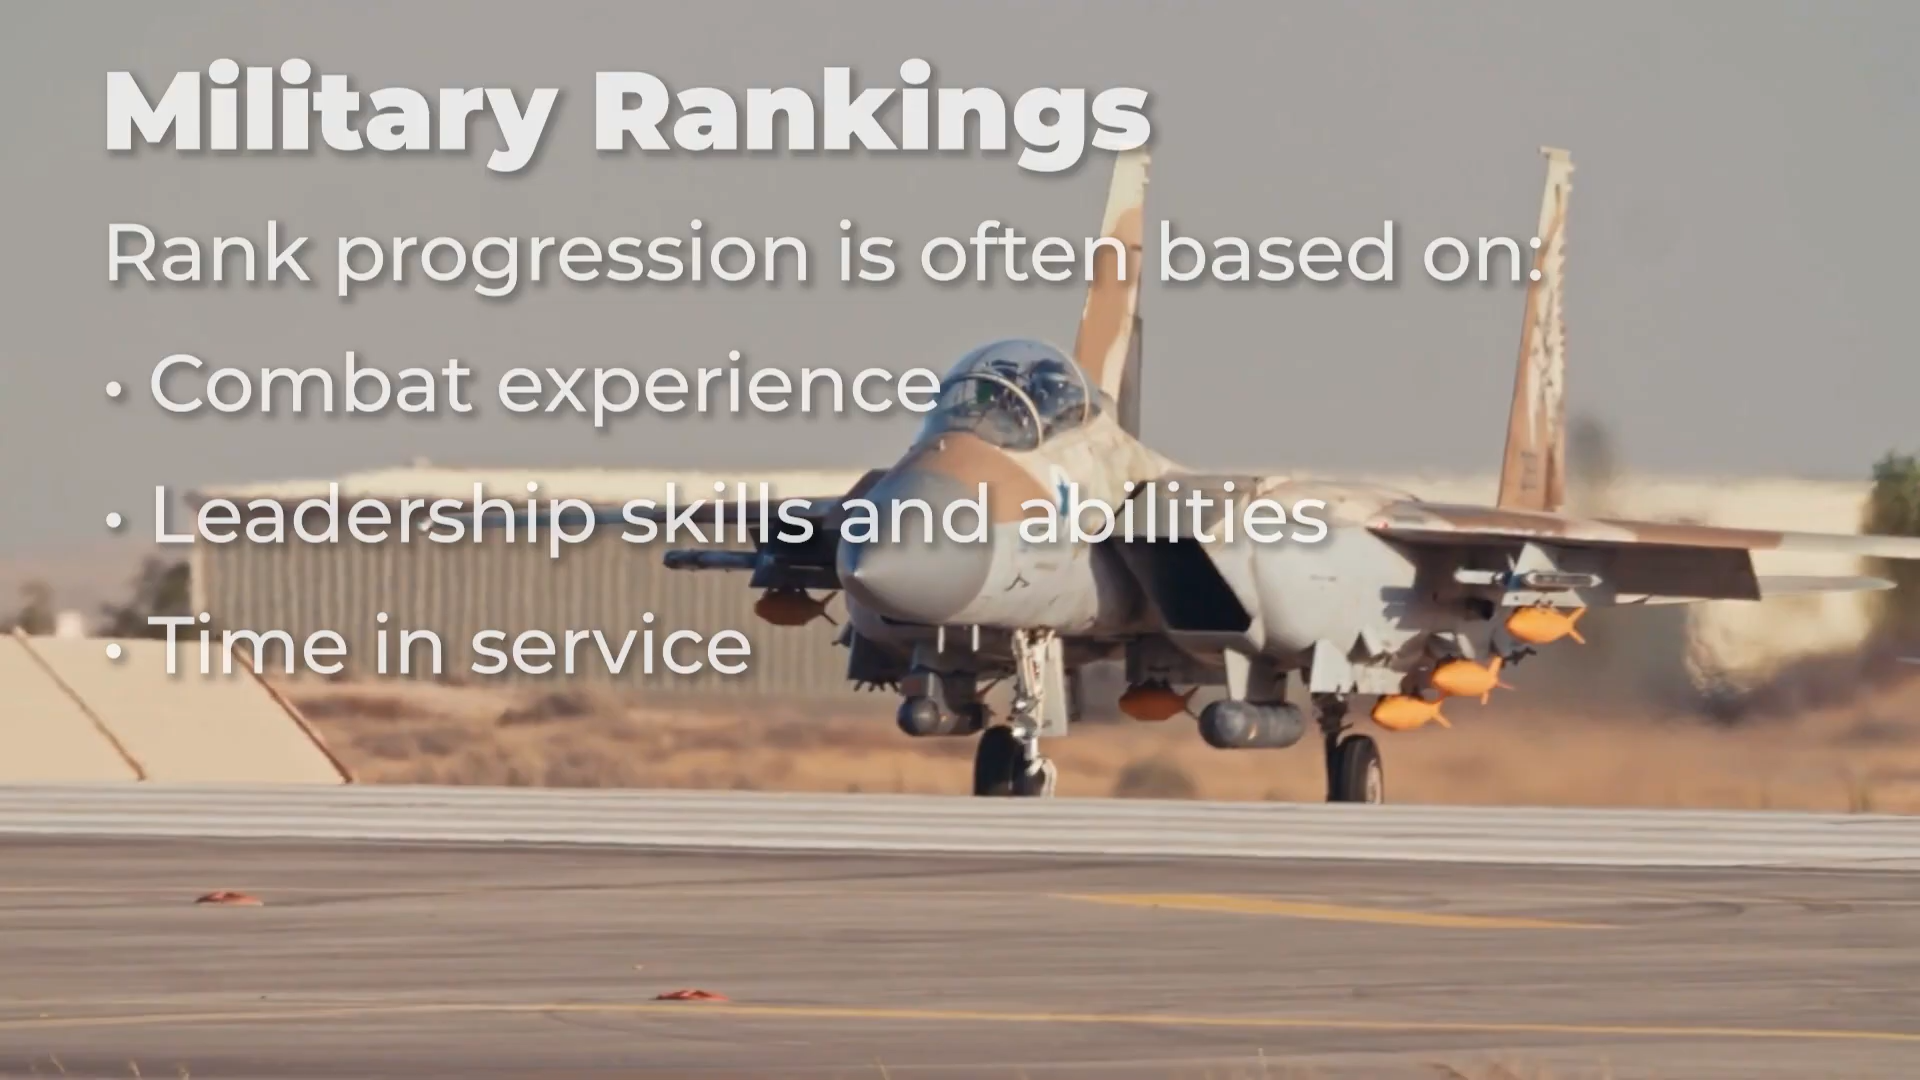 Military Rankings
Rank progression is often based on:
• Combat experience
• Leadership skills and abilities
• Time in service